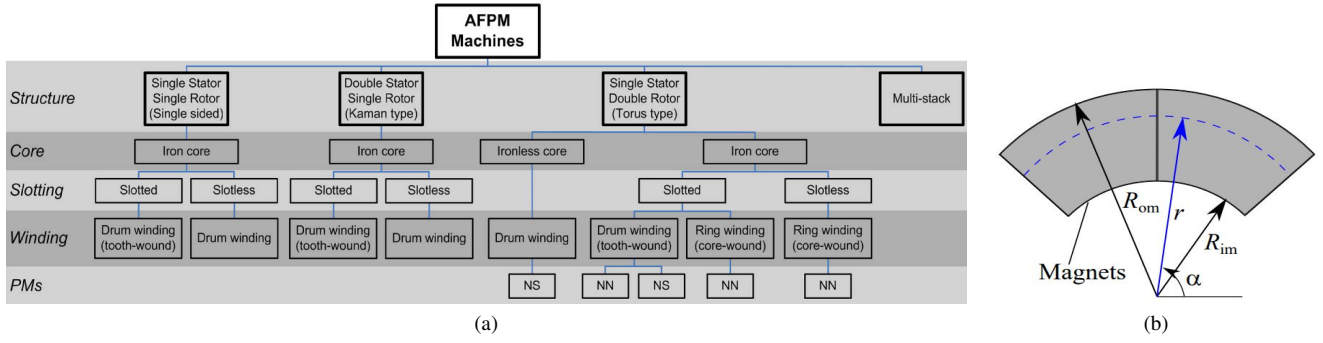 AFPM
Machines
Structure
Single Stator
Single Rotor
(Single sided)
Double Stator
Single Rotor
(Kaman type)
Single Stator
Double Rotor
(Torus type)
Multi-stack
Core
Iron core
Iron core
Ironless core
Iron core
Slotting
Slotted
Slotless
Slotted
Slotless
Slotted
Slotless
Winding
Drum winding
(tooth-wound)
Drum winding
Drum winding
(tooth-wound)
Drum winding
Drum winding
Drum winding
(tooth-wound)
Ring winding
(core-wound)
Ring winding
(core-wound)
PMs
NS
NN
NS
NN
NN
(a)
Rom
r
Rim
Magnets
α
(b)